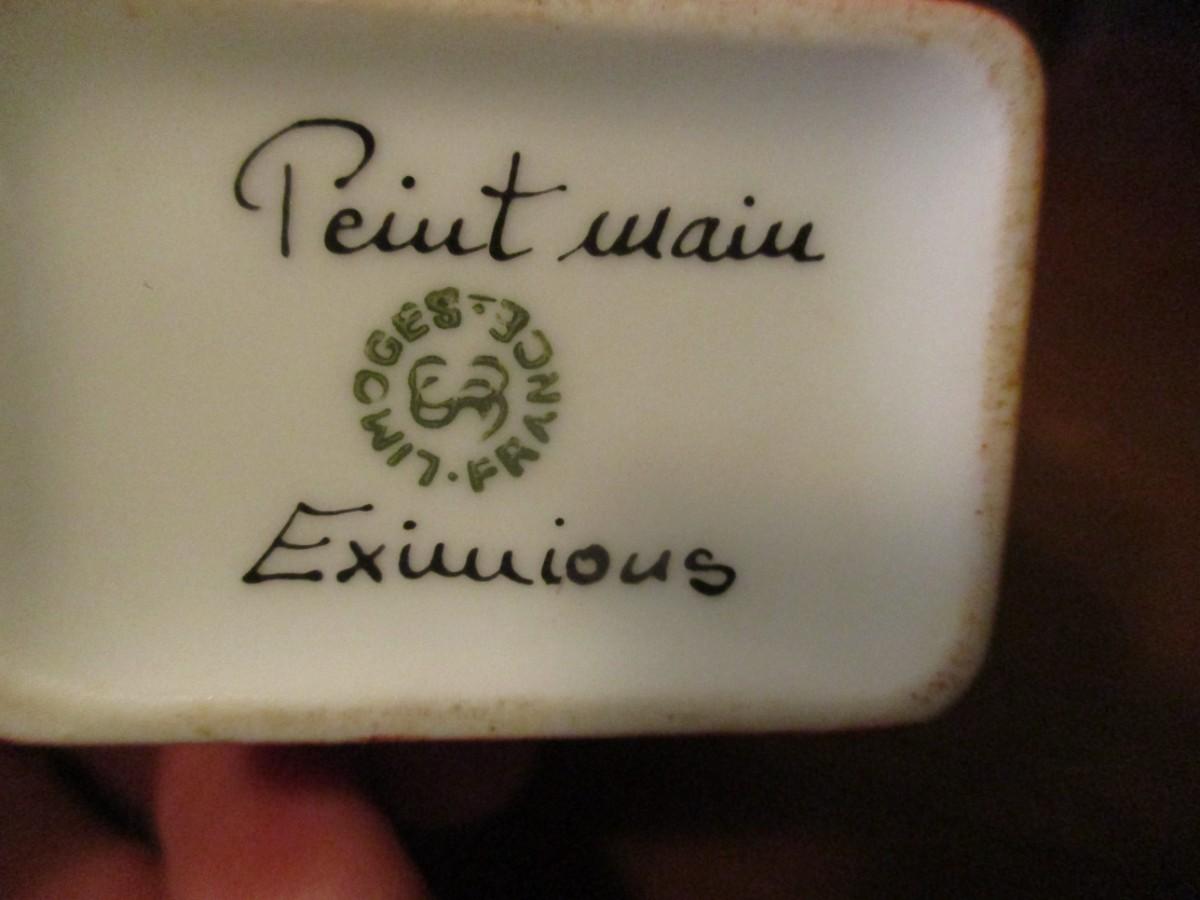 Peint main
LIMOGES · FRANCE ·
Eximious